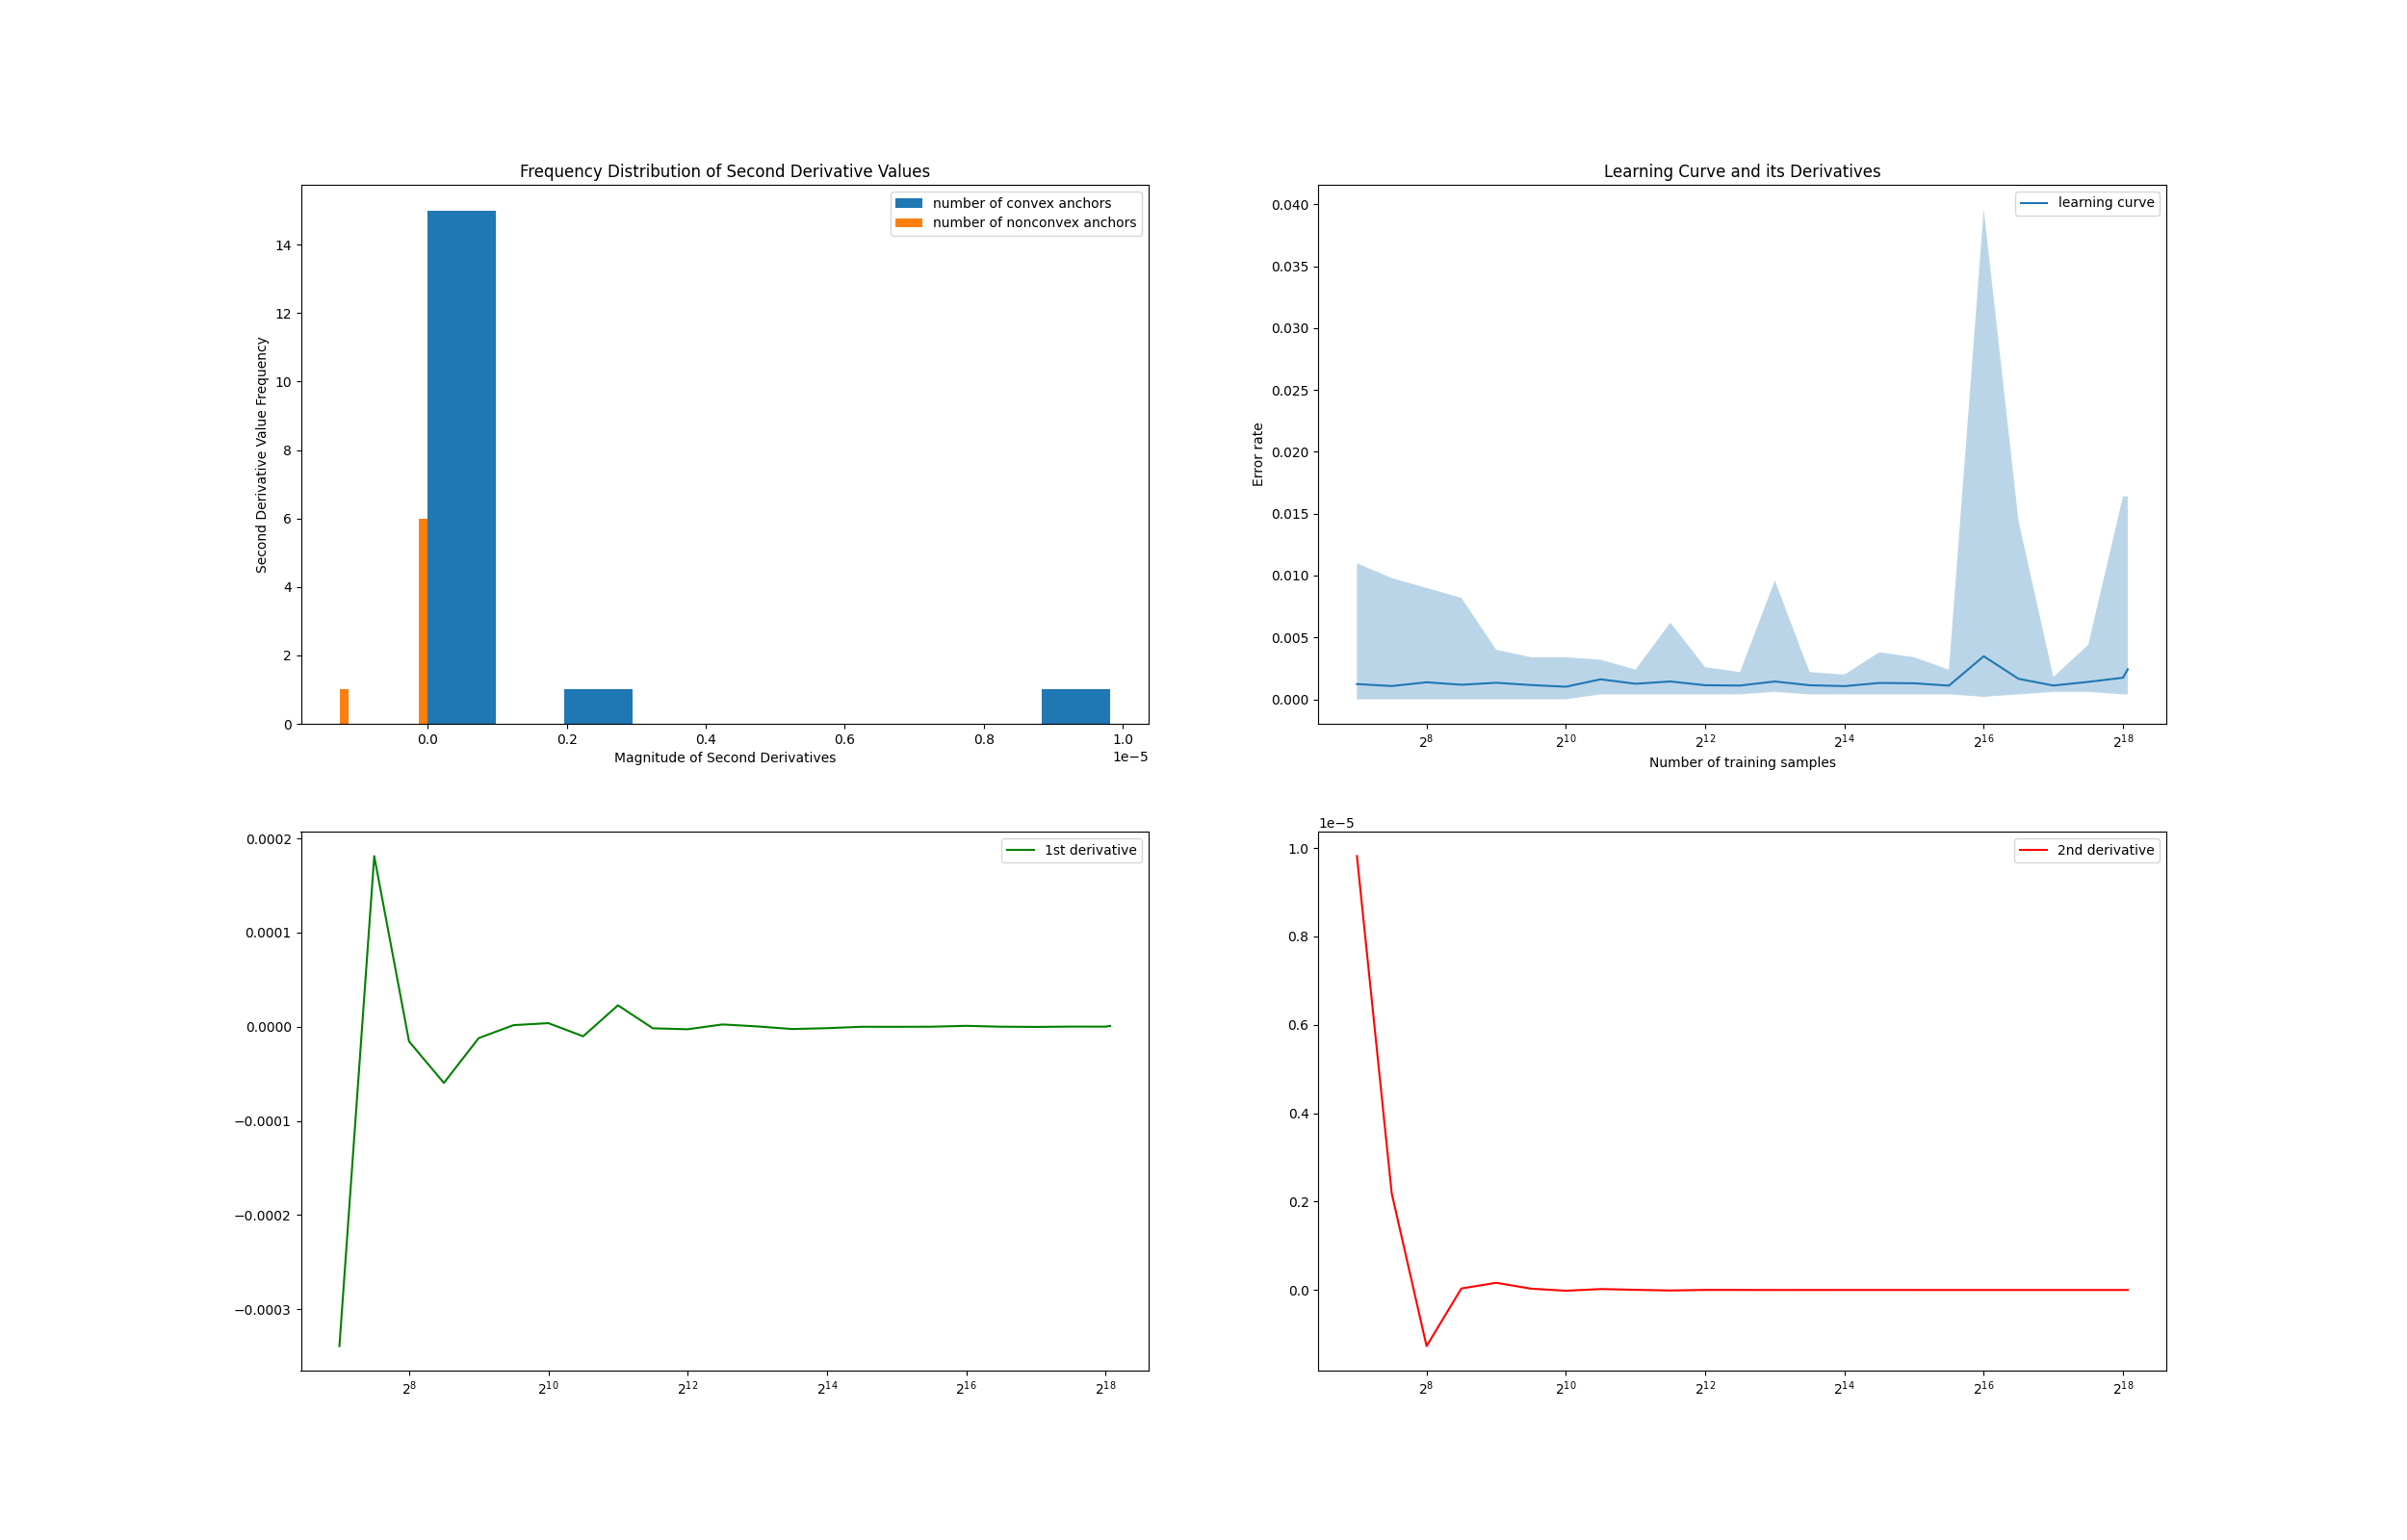 Frequency Distribution of Second Derivative Values
number of convex anchors
number of nonconvex anchors
Second Derivative Value Frequency
14
12
10
8
6
4
2
0
0.0 0.2 0.4 0.6 0.8 1.0
1e−5
Magnitude of Second Derivatives
Learning Curve and its Derivatives
learning curve
Error rate
0.040
0.035
0.030
0.025
0.020
0.015
0.010
0.005
0.000
2^8 2^10 2^12 2^14 2^16 2^18
Number of training samples
1st derivative
0.0002
0.0001
0.0000
−0.0001
−0.0002
−0.0003
2^8 2^10 2^12 2^14 2^16 2^18
1e−5
2nd derivative
1.0
0.8
0.6
0.4
0.2
0.0
2^8 2^10 2^12 2^14 2^16 2^18